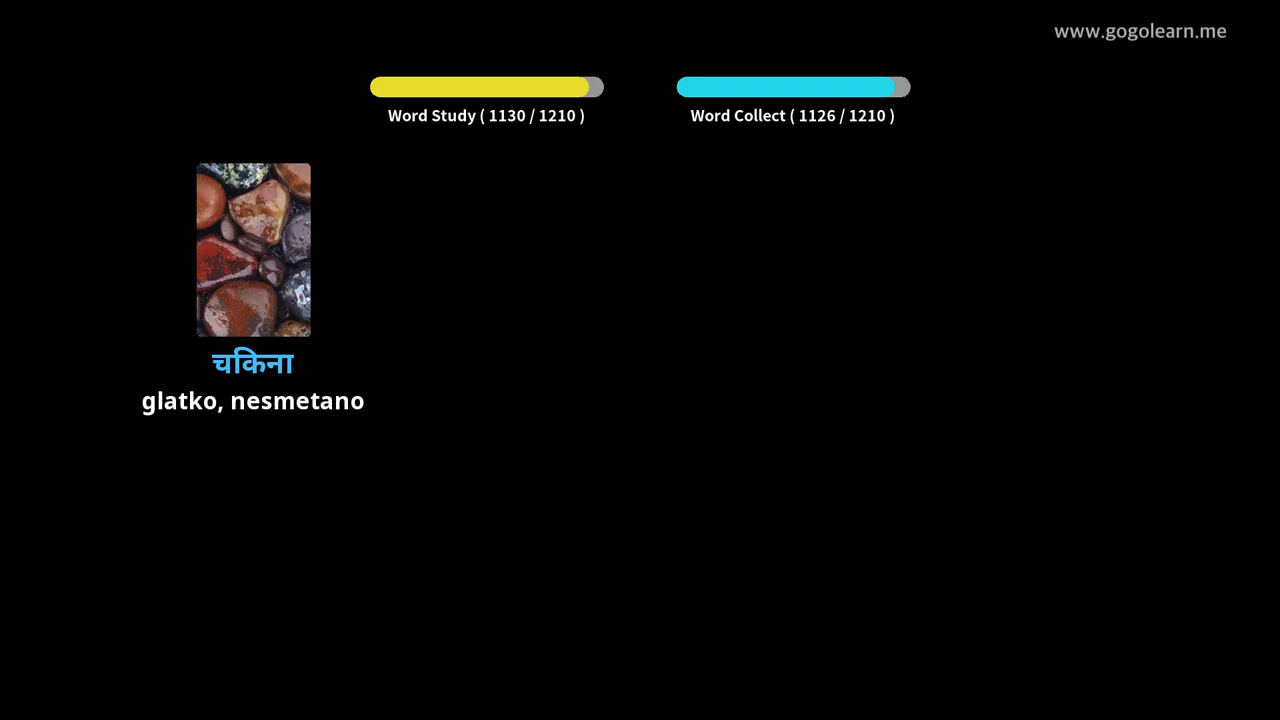 www.gogolearn.me
Word Study ( 1130 / 1210 )
Word Collect ( 1126 / 1210 )
चिकना
glatko, nesmetano